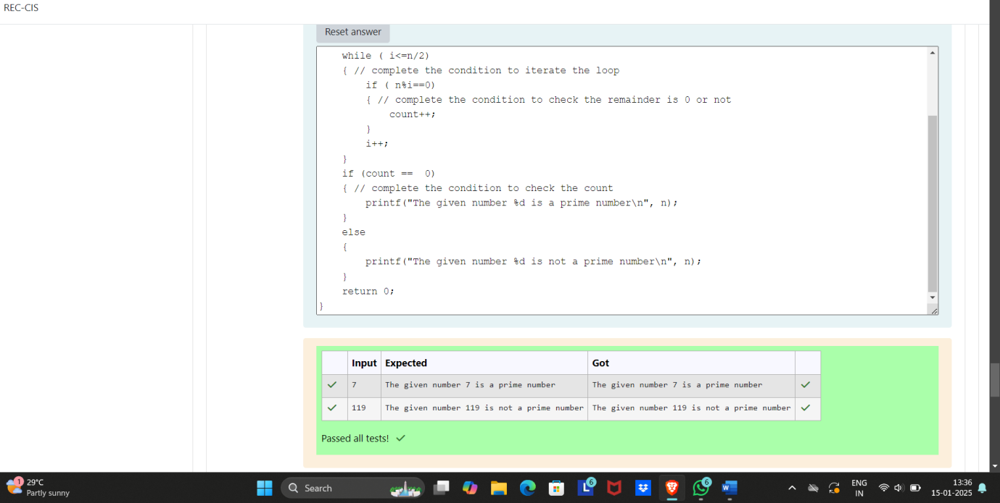 REC-CIS
Reset answer
while ( i<=n/2)
{ // complete the condition to iterate the loop
if ( n%i==0)
{ // complete the condition to check the remainder is 0 or not
count++;
}
i++;
}
if (count ==  0)
{ // complete the condition to check the count
printf("The given number %d is a prime number\n", n);
}
else
{
printf("The given number %d is not a prime number\n", n);
}
return 0;
}
Input Expected Got
7 The given number 7 is a prime number The given number 7 is a prime number
119 The given number 119 is not a prime number The given number 119 is not a prime number
Passed all tests!
1 29°C
Partly sunny
Search
L 6
6
W
ENG
IN
13:36
15-01-2025